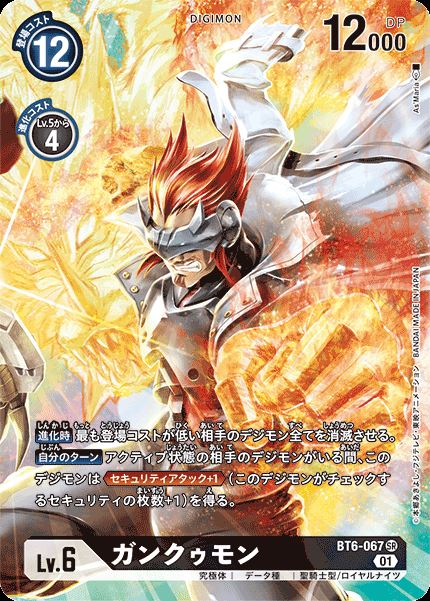 登場コスト
12
DIGIMON
DP
12000
進化コスト
Lv.5から
4
As'Maria
進化時 最も登場コストが低い相手のデジモン全てを消滅させる。
自分のターン アクティブ状態の相手のデジモンがいる間、この
デジモンは セキュリティアタック+1 (このデジモンがチェックす
るセキュリティの枚数+1)を得る。
©本郷あきよし・フジテレビ・東映アニメーション BANDAI MADE IN JAPAN
Lv.6
ガンクゥモン
BT6-067 SR
01
究極体 | データ種 | 聖騎士型/ロイヤルナイツ